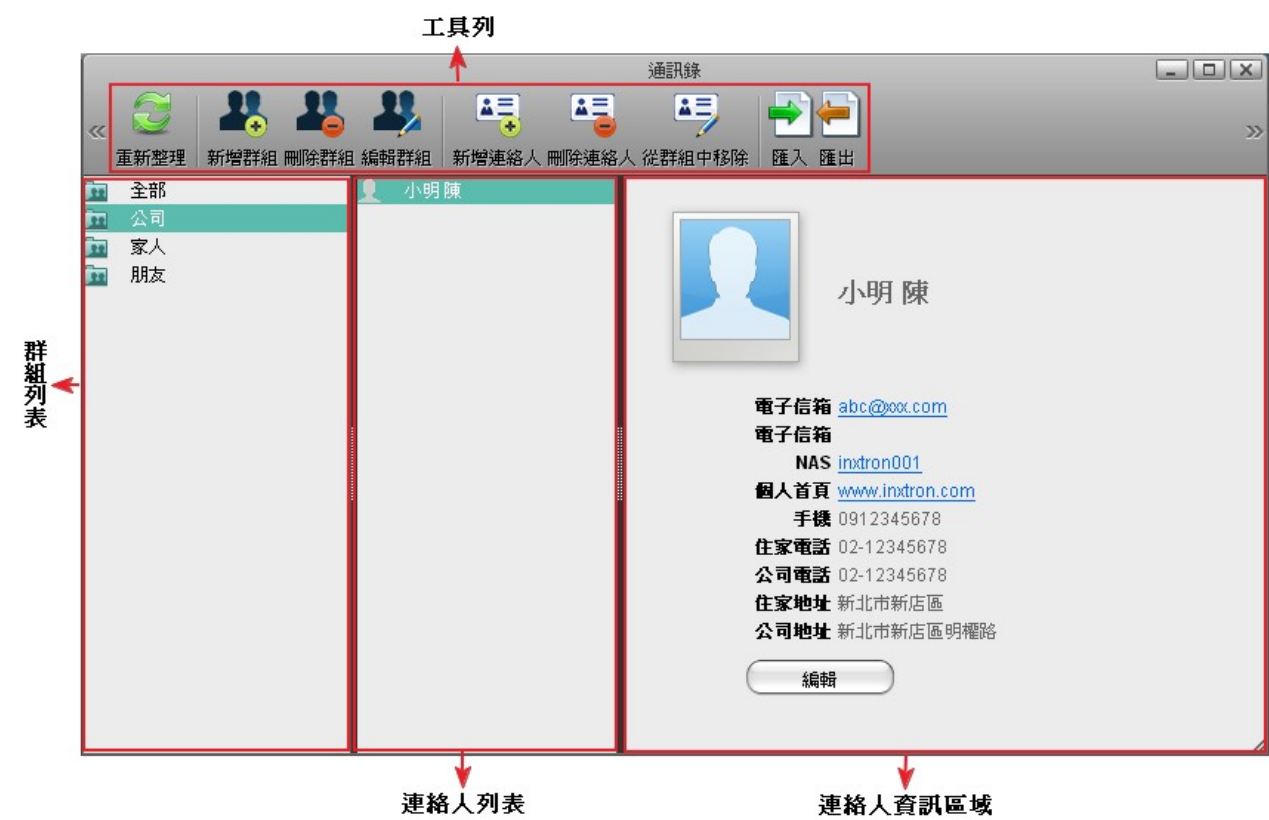 工具列
通訊錄
« 重新整理 新增群組 刪除群組 編輯群組 新增連絡人 刪除連絡人 從群組中移除 匯入 匯出 »
全部
公司
家人
朋友
小明 陳
小明 陳
電子信箱 abc@xxx.com
電子信箱
NAS inxtron001
個人首頁 www.inxtron.com
手機 0912345678
住家電話 02-12345678
公司電話 02-12345678
住家地址 新北市新店區
公司地址 新北市新店區明權路
編輯
群組列表
連絡人列表
連絡人資訊區域